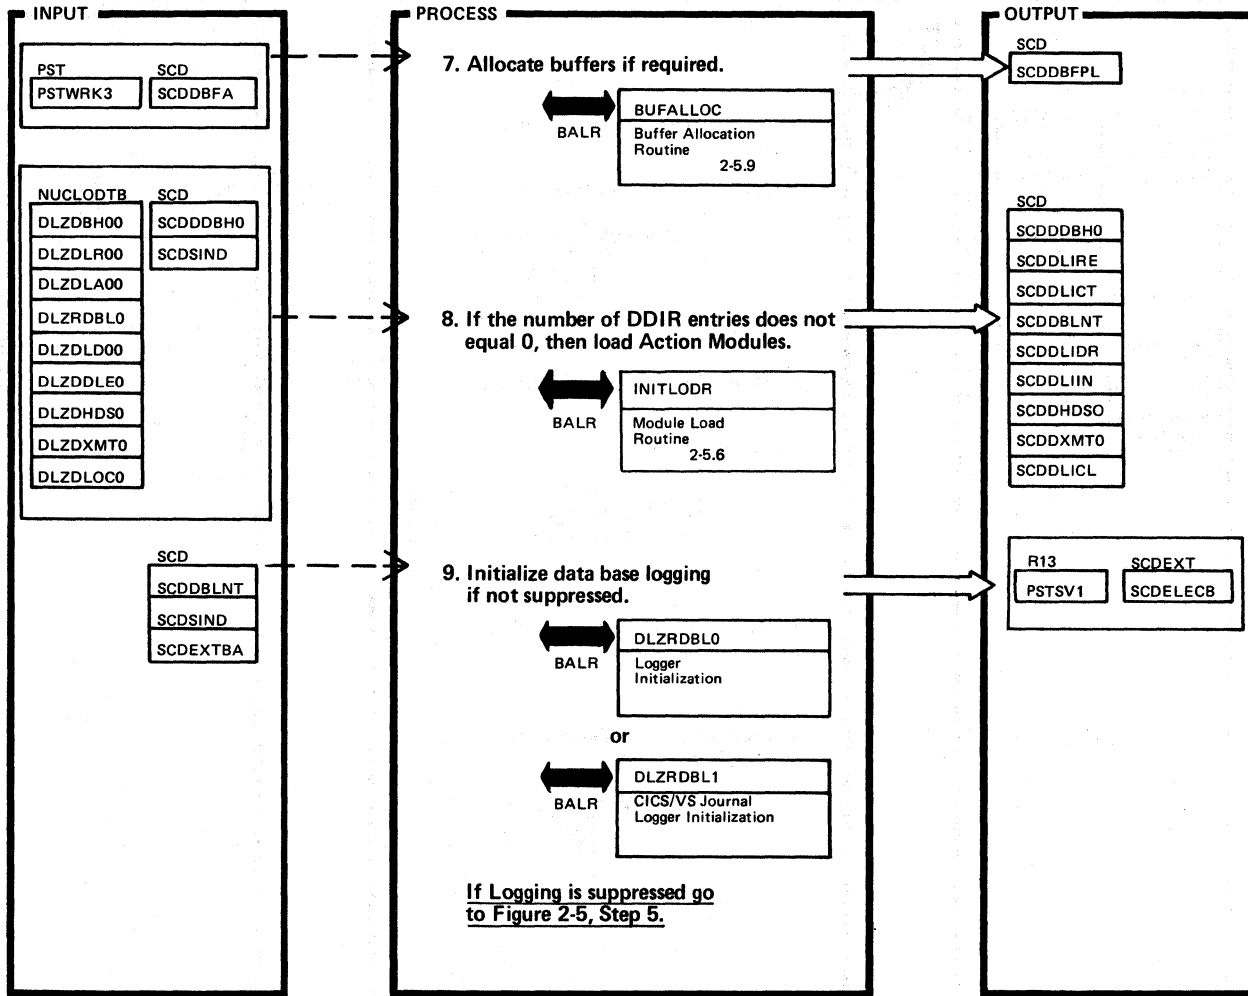 INPUT
PROCESS
OUTPUT
PST
SCD
PSTWRK3
SCDDBFA
7. Allocate buffers if required.
BALR
BUFALLOC
Buffer Allocation
Routine
2-5.9
SCD
SCDDBFPL
NUCLODTB
SCD
DLZDBH00
SCDDDBH0
DLZDLR00
SCDSIND
DLZDLA00
DLZRDBL0
DLZDLD00
DLZDDLE0
DLZDHDS0
DLZDXMT0
DLZDLOC0
8. If the number of DDIR entries does not
equal 0, then load Action Modules.
BALR
INITLODR
Module Load
Routine
2-5.6
SCD
SCDDDBH0
SCDDLIRE
SCDDLICT
SCDDBLNT
SCDDLIDR
SCDDLIIN
SCDDHDSO
SCDDXMT0
SCDDLICL
SCD
SCDDBLNT
SCDSIND
SCDEXTBA
9. Initialize data base logging
if not suppressed.
BALR
DLZRDBL0
Logger
Initialization
or
BALR
DLZRDBL1
CICS/VS Journal
Logger Initialization
If Logging is suppressed go
to Figure 2-5, Step 5.
R13
SCDEXT
PSTSV1
SCDELECB